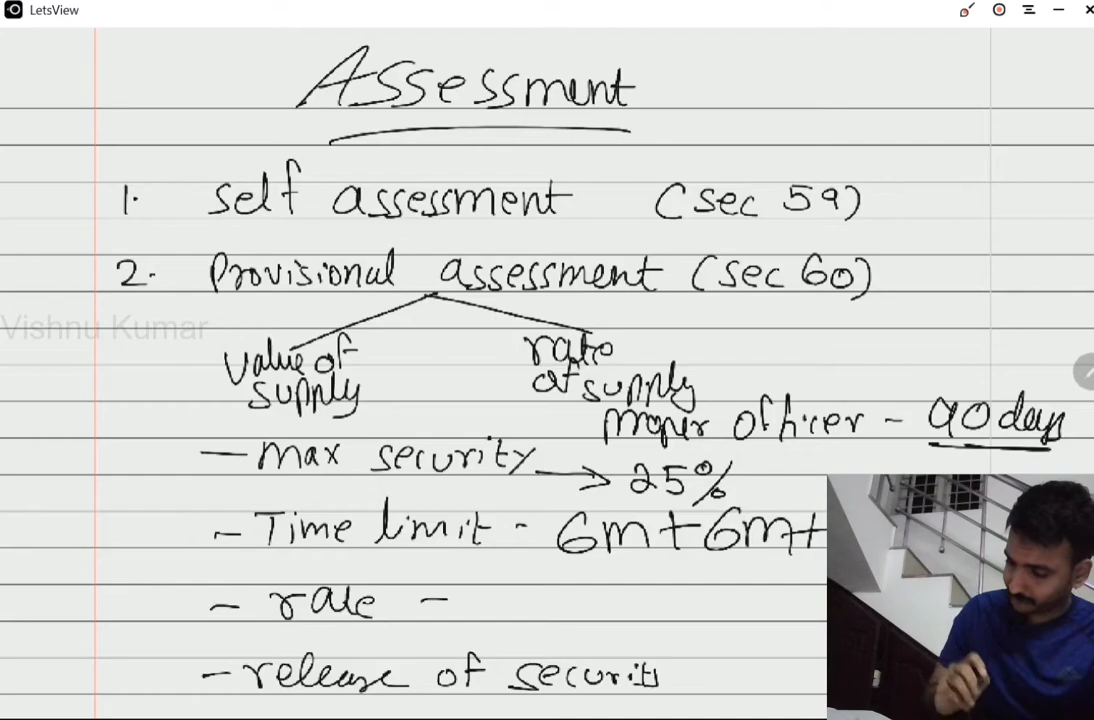 LetsView
Assessment
1. self assessment (sec 59)
2. Provisional assessment (sec 60)
Vishnu Kumar
value of
supply
rate
of supply
proper officer - 90 days
- max security → 25%
- Time limit - 6m + 6m +
- rate -
- release of security